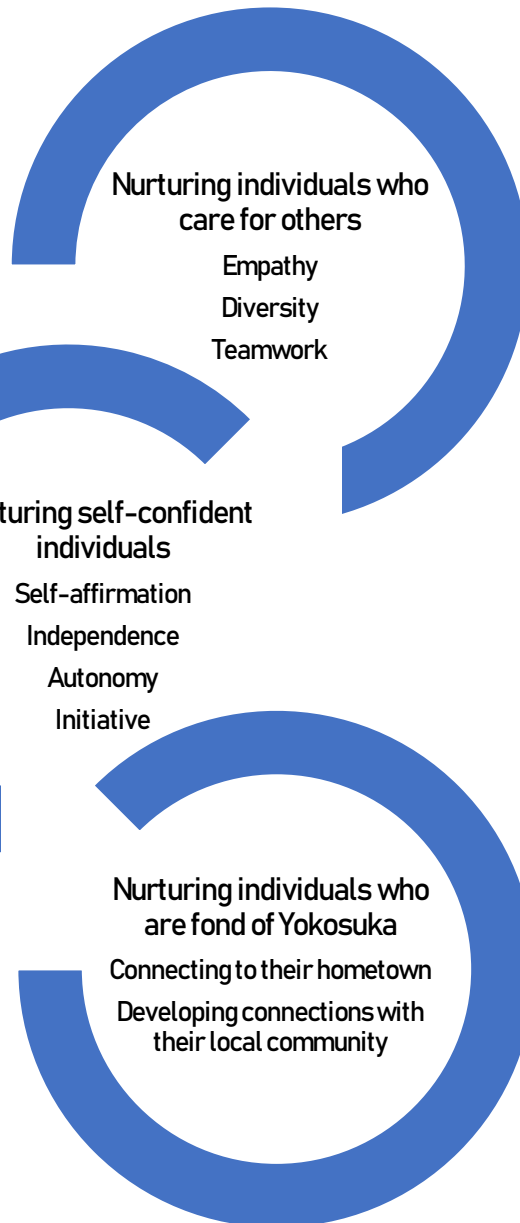 Nurturing individuals who
care for others
Empathy
Diversity
Teamwork
turing self-confident
individuals
Self-affirmation
Independence
Autonomy
Initiative
Nurturing individuals who
are fond of Yokosuka
Connecting to their hometown
Developing connections with
their local community